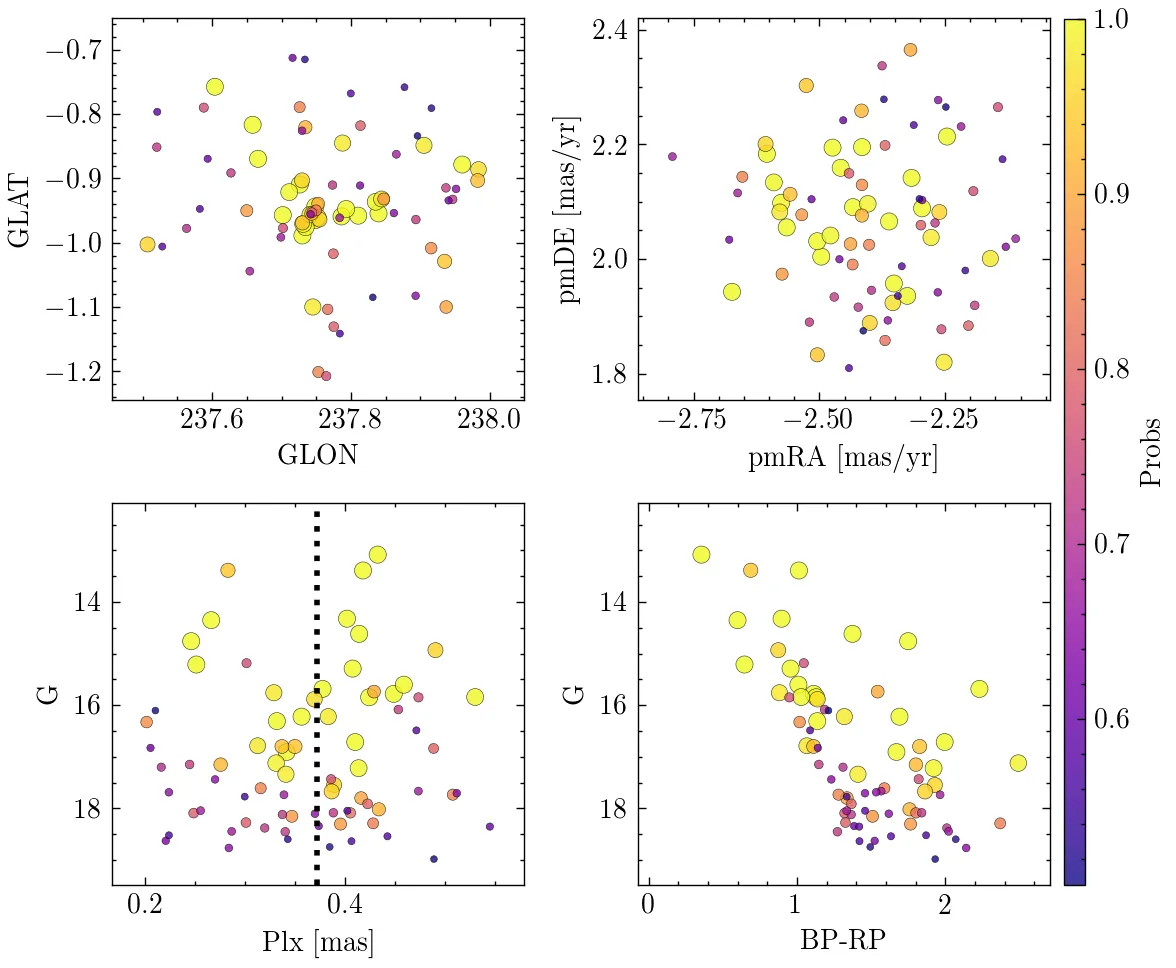 −0.7
−0.8
−0.9
−1.0
−1.1
−1.2
GLAT
237.6 237.8 238.0
GLON
2.4
2.2
2.0
1.8
pmDE [mas/yr]
−2.75 −2.50 −2.25
pmRA [mas/yr]
14
16
18
G
0.2 0.4
Plx [mas]
14
16
18
G
0 1 2
BP-RP
1.0
0.9
0.8
0.7
0.6
Probs